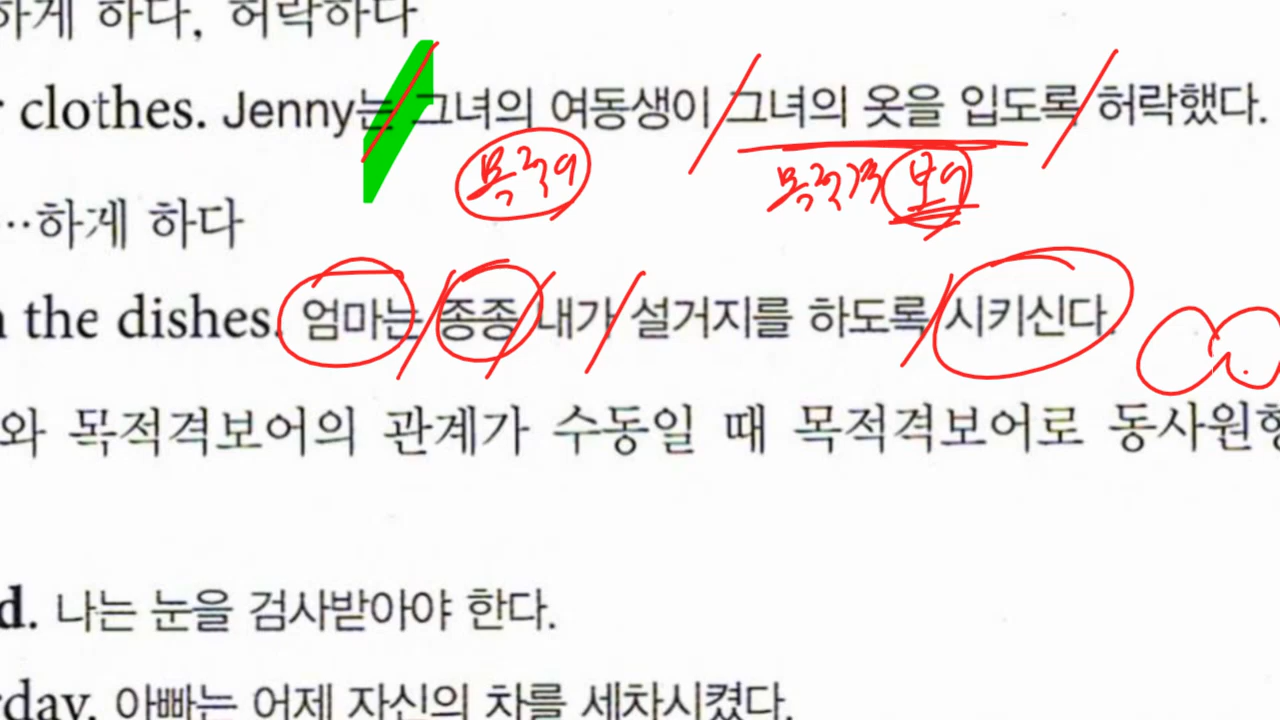 하게 하다, 허락하다
clothes. Jenny는 그녀의 여동생이 그녀의 옷을 입도록 허락했다.
목적어 목적격 보어
…하게 하다
the dishes. 엄마는 종종 내가 설거지를 하도록 시키신다.
와 목적격보어의 관계가 수동일 때 목적격보어로 동사원형
d. 나는 눈을 검사받아야 한다.
rday. 아빠는 어제 자신의 차를 세차시켰다.